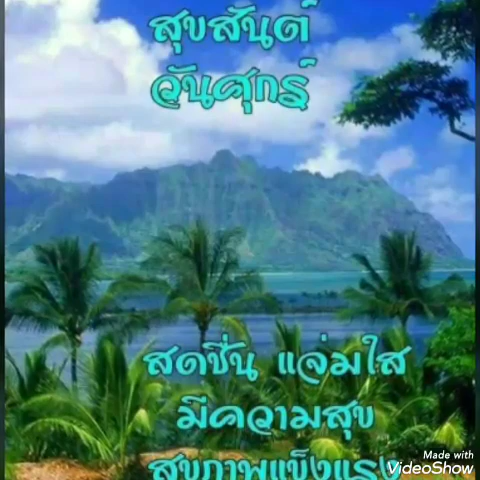 สุขสันต์
วันศุกร์
สดชื่น แจ่มใส
มีความสุข
สุขภาพแข็งแรง
Made with
VideoShow